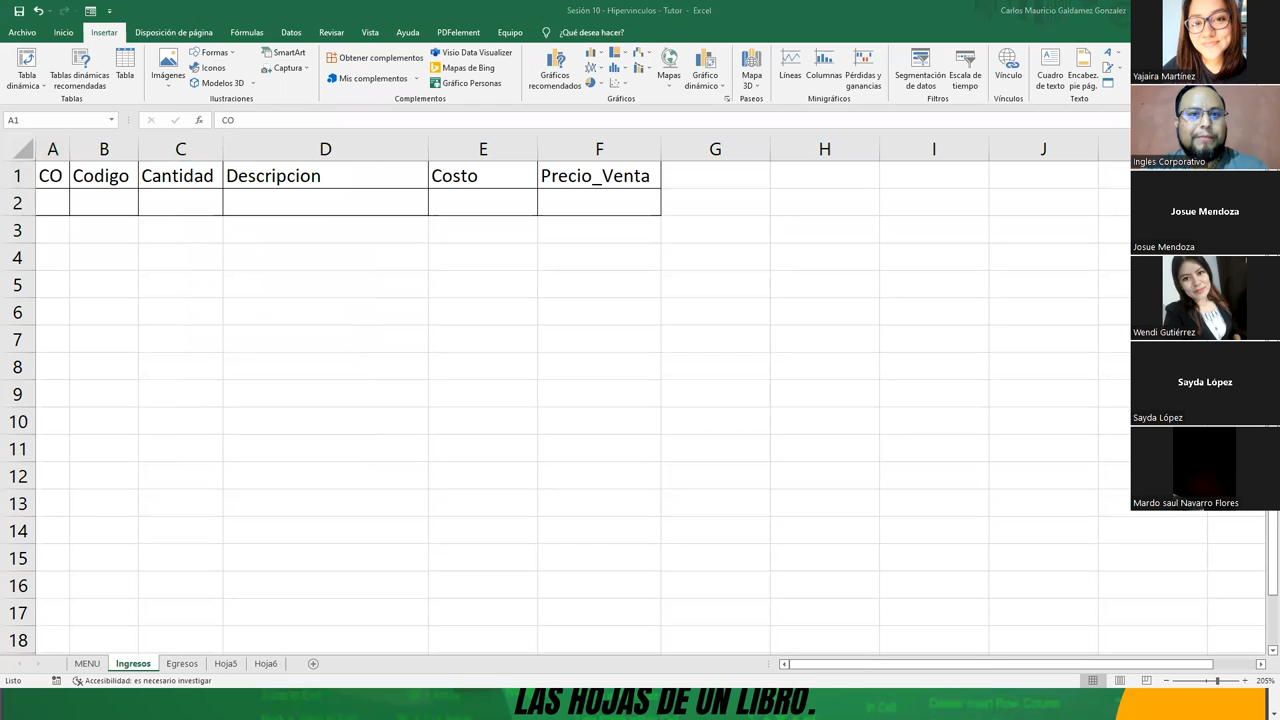 Sesión 10 - Hipervinculos - Tutor - Excel
Carlos Mauricio Galdamez Gonzalez
Archivo Inicio Insertar Disposición de página Fórmulas Datos Revisar Vista Ayuda PDFelement Equipo ¿Qué desea hacer?
Tabla dinámica
Tablas dinámicas recomendadas
Tabla
Tablas
Imágenes
Formas
Iconos
Modelos 3D
SmartArt
Captura
Ilustraciones
Obtener complementos
Mis complementos
Visio Data Visualizer
Mapas de Bing
Gráfico Personas
Complementos
Gráficos recomendados
Mapas
Gráfico dinámico
Gráficos
Mapa 3D
Paseos
Líneas
Columnas
Pérdidas y ganancias
Minigráficos
Segmentación de datos
Escala de tiempo
Filtros
Vínculo
Vínculos
Cuadro de texto
Encabez. pie pág.
Texto
A1
fx
CO
A B C D E F G H I J
1 CO Codigo Cantidad Descripcion Costo Precio_Venta
2
3
4
5
6
7
8
9
10
11
12
13
14
15
16
17
18
MENU Ingresos Egresos Hoja5 Hoja6
Listo
Accesibilidad: es necesario investigar
205%
Yajaira Martínez
Ingles Corporativo
Josue Mendoza
Josue Mendoza
Wendi Gutiérrez
Sayda López
Sayda López
Mardo saul Navarro Flores
LAS HOJAS DE UN LIBRO.